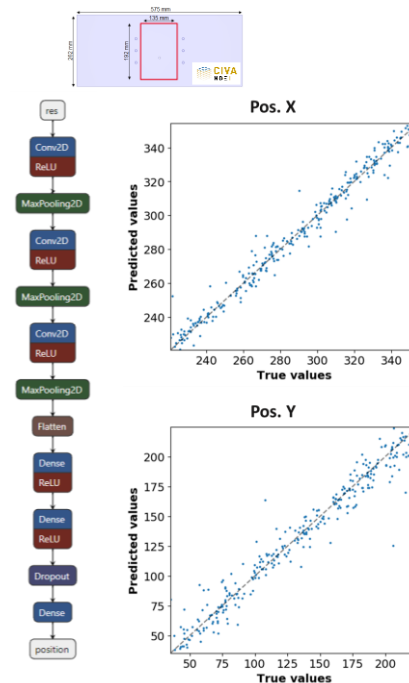 575 mm
135 mm
282 mm
192 mm
CIVA
NDE
res
Conv2D
ReLU
MaxPooling2D
Conv2D
ReLU
MaxPooling2D
Conv2D
ReLU
MaxPooling2D
Flatten
Dense
ReLU
Dense
ReLU
Dropout
Dense
position
Pos. X
Predicted values
340
320
300
280
260
240
240
260
280
300
320
340
True values
Pos. Y
Predicted values
200
175
150
125
100
75
50
50
75
100
125
150
175
200
True values